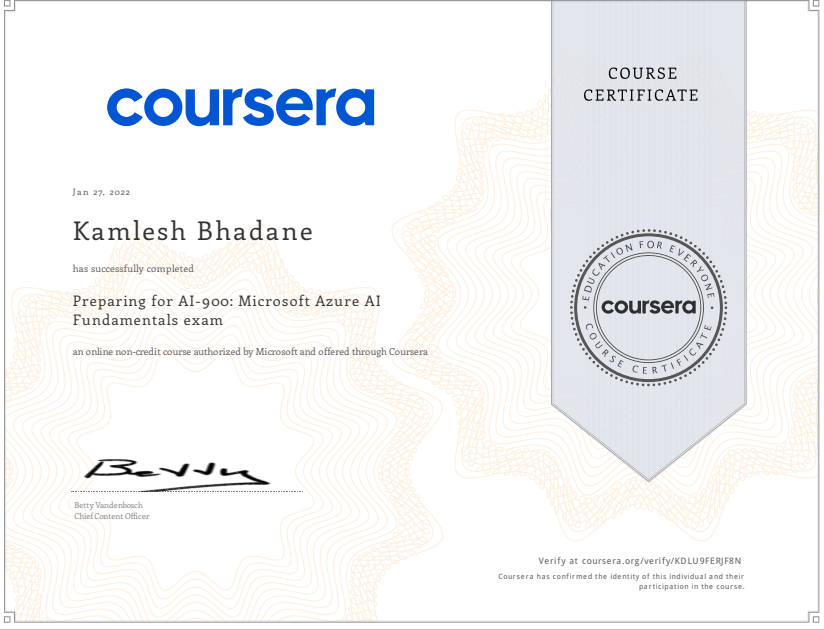 coursera
COURSE
CERTIFICATE
Jan 27, 2022
Kamlesh Bhadane
has successfully completed
Preparing for AI-900: Microsoft Azure AI
Fundamentals exam
an online non-credit course authorized by Microsoft and offered through Coursera
EDUCATION FOR EVERYONE
coursera
COURSE CERTIFICATE
Betty
Betty Vandenbosch
Chief Content Officer
Verify at coursera.org/verify/KDLU9FERJF8N
Coursera has confirmed the identity of this individual and their
participation in the course.